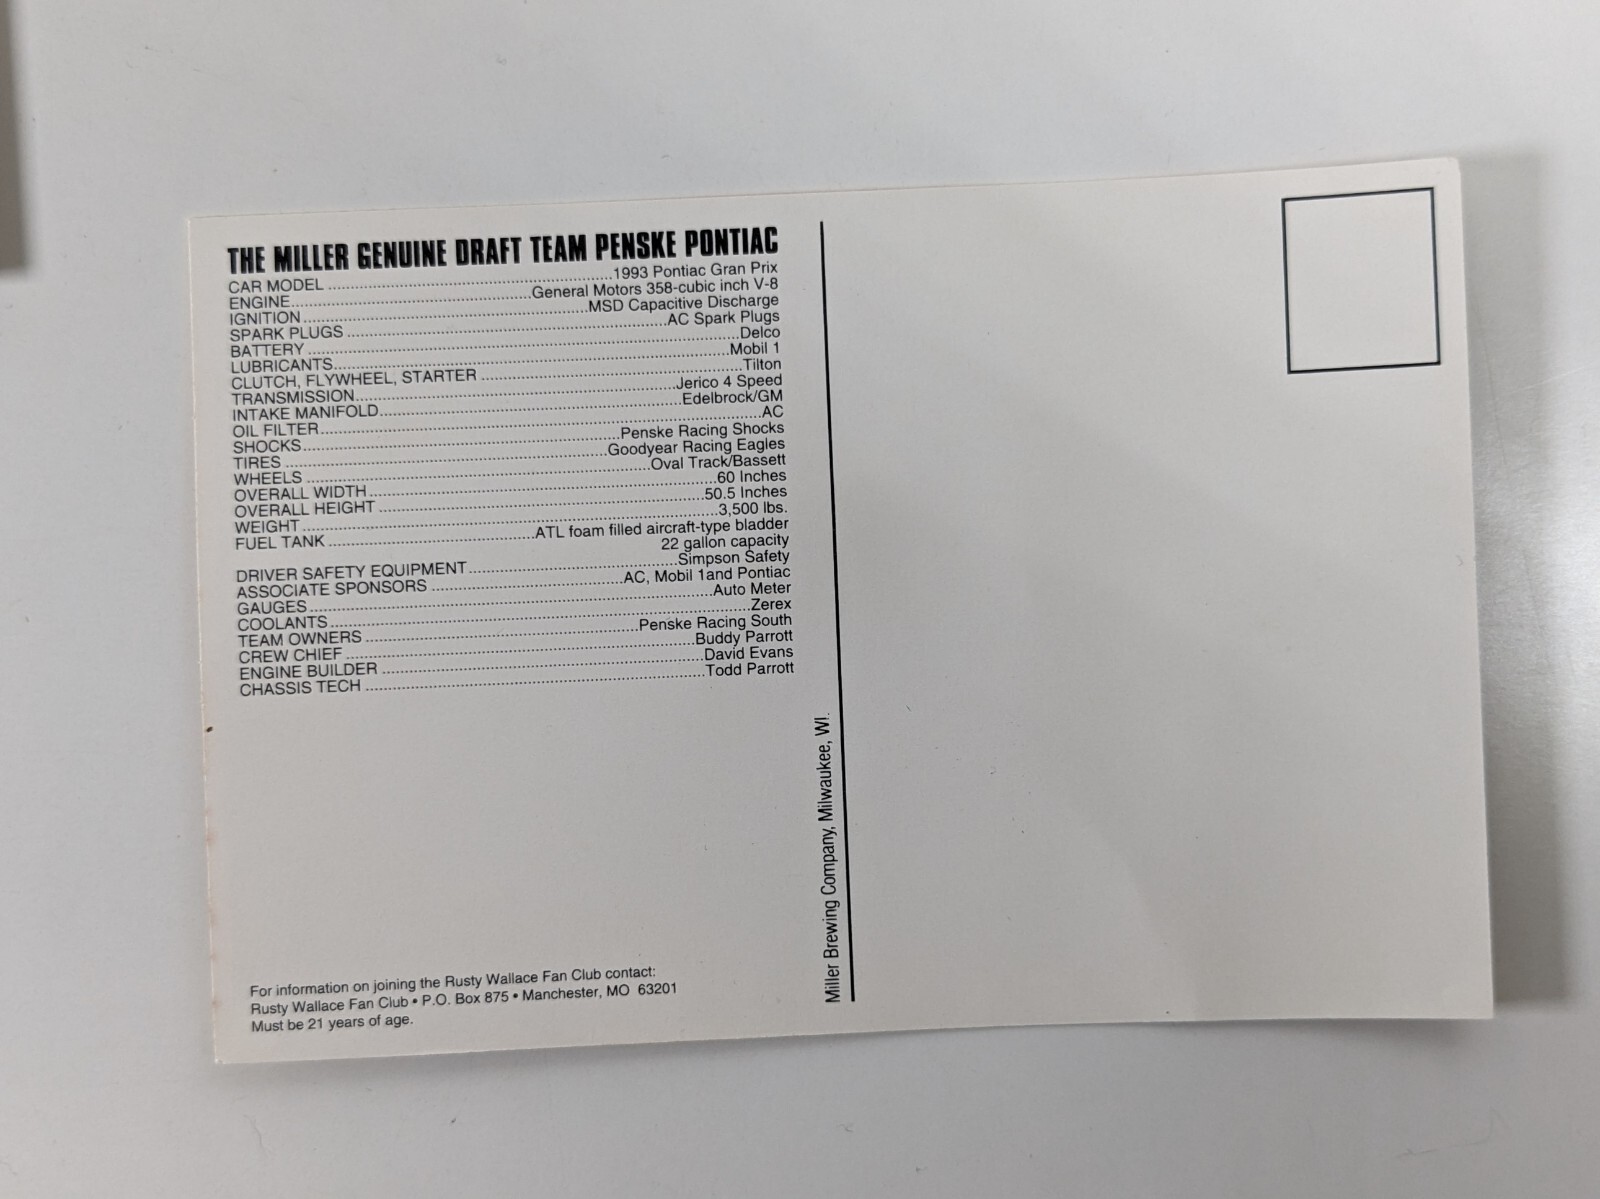 THE MILLER GENUINE DRAFT TEAM PENSKE PONTIAC
CAR MODEL ........ 1993 Pontiac Gran Prix
ENGINE ........ General Motors 358-cubic inch V-8
IGNITION ........ MSD Capacitive Discharge
SPARK PLUGS ........ AC Spark Plugs
BATTERY ........ Delco
LUBRICANTS ........ Mobil 1
CLUTCH, FLYWHEEL, STARTER ........ Tilton
TRANSMISSION ........ Jerico 4 Speed
INTAKE MANIFOLD ........ Edelbrock/GM
OIL FILTER ........ AC
SHOCKS ........ Penske Racing Shocks
TIRES ........ Goodyear Racing Eagles
WHEELS ........ Oval Track/Bassett
OVERALL WIDTH ........ 60 Inches
OVERALL HEIGHT ........ 50.5 Inches
WEIGHT ........ 3,500 lbs.
FUEL TANK ........ ATL foam filled aircraft-type bladder
22 gallon capacity
DRIVER SAFETY EQUIPMENT ........ Simpson Safety
ASSOCIATE SPONSORS ........ AC, Mobil 1and Pontiac
GAUGES ........ Auto Meter
COOLANTS ........ Zerex
TEAM OWNERS ........ Penske Racing South
CREW CHIEF ........ Buddy Parrott
ENGINE BUILDER ........ David Evans
CHASSIS TECH ........ Todd Parrott
For information on joining the Rusty Wallace Fan Club contact:
Rusty Wallace Fan Club • P.O. Box 875 • Manchester, MO 63201
Must be 21 years of age.
Miller Brewing Company, Milwaukee, WI.